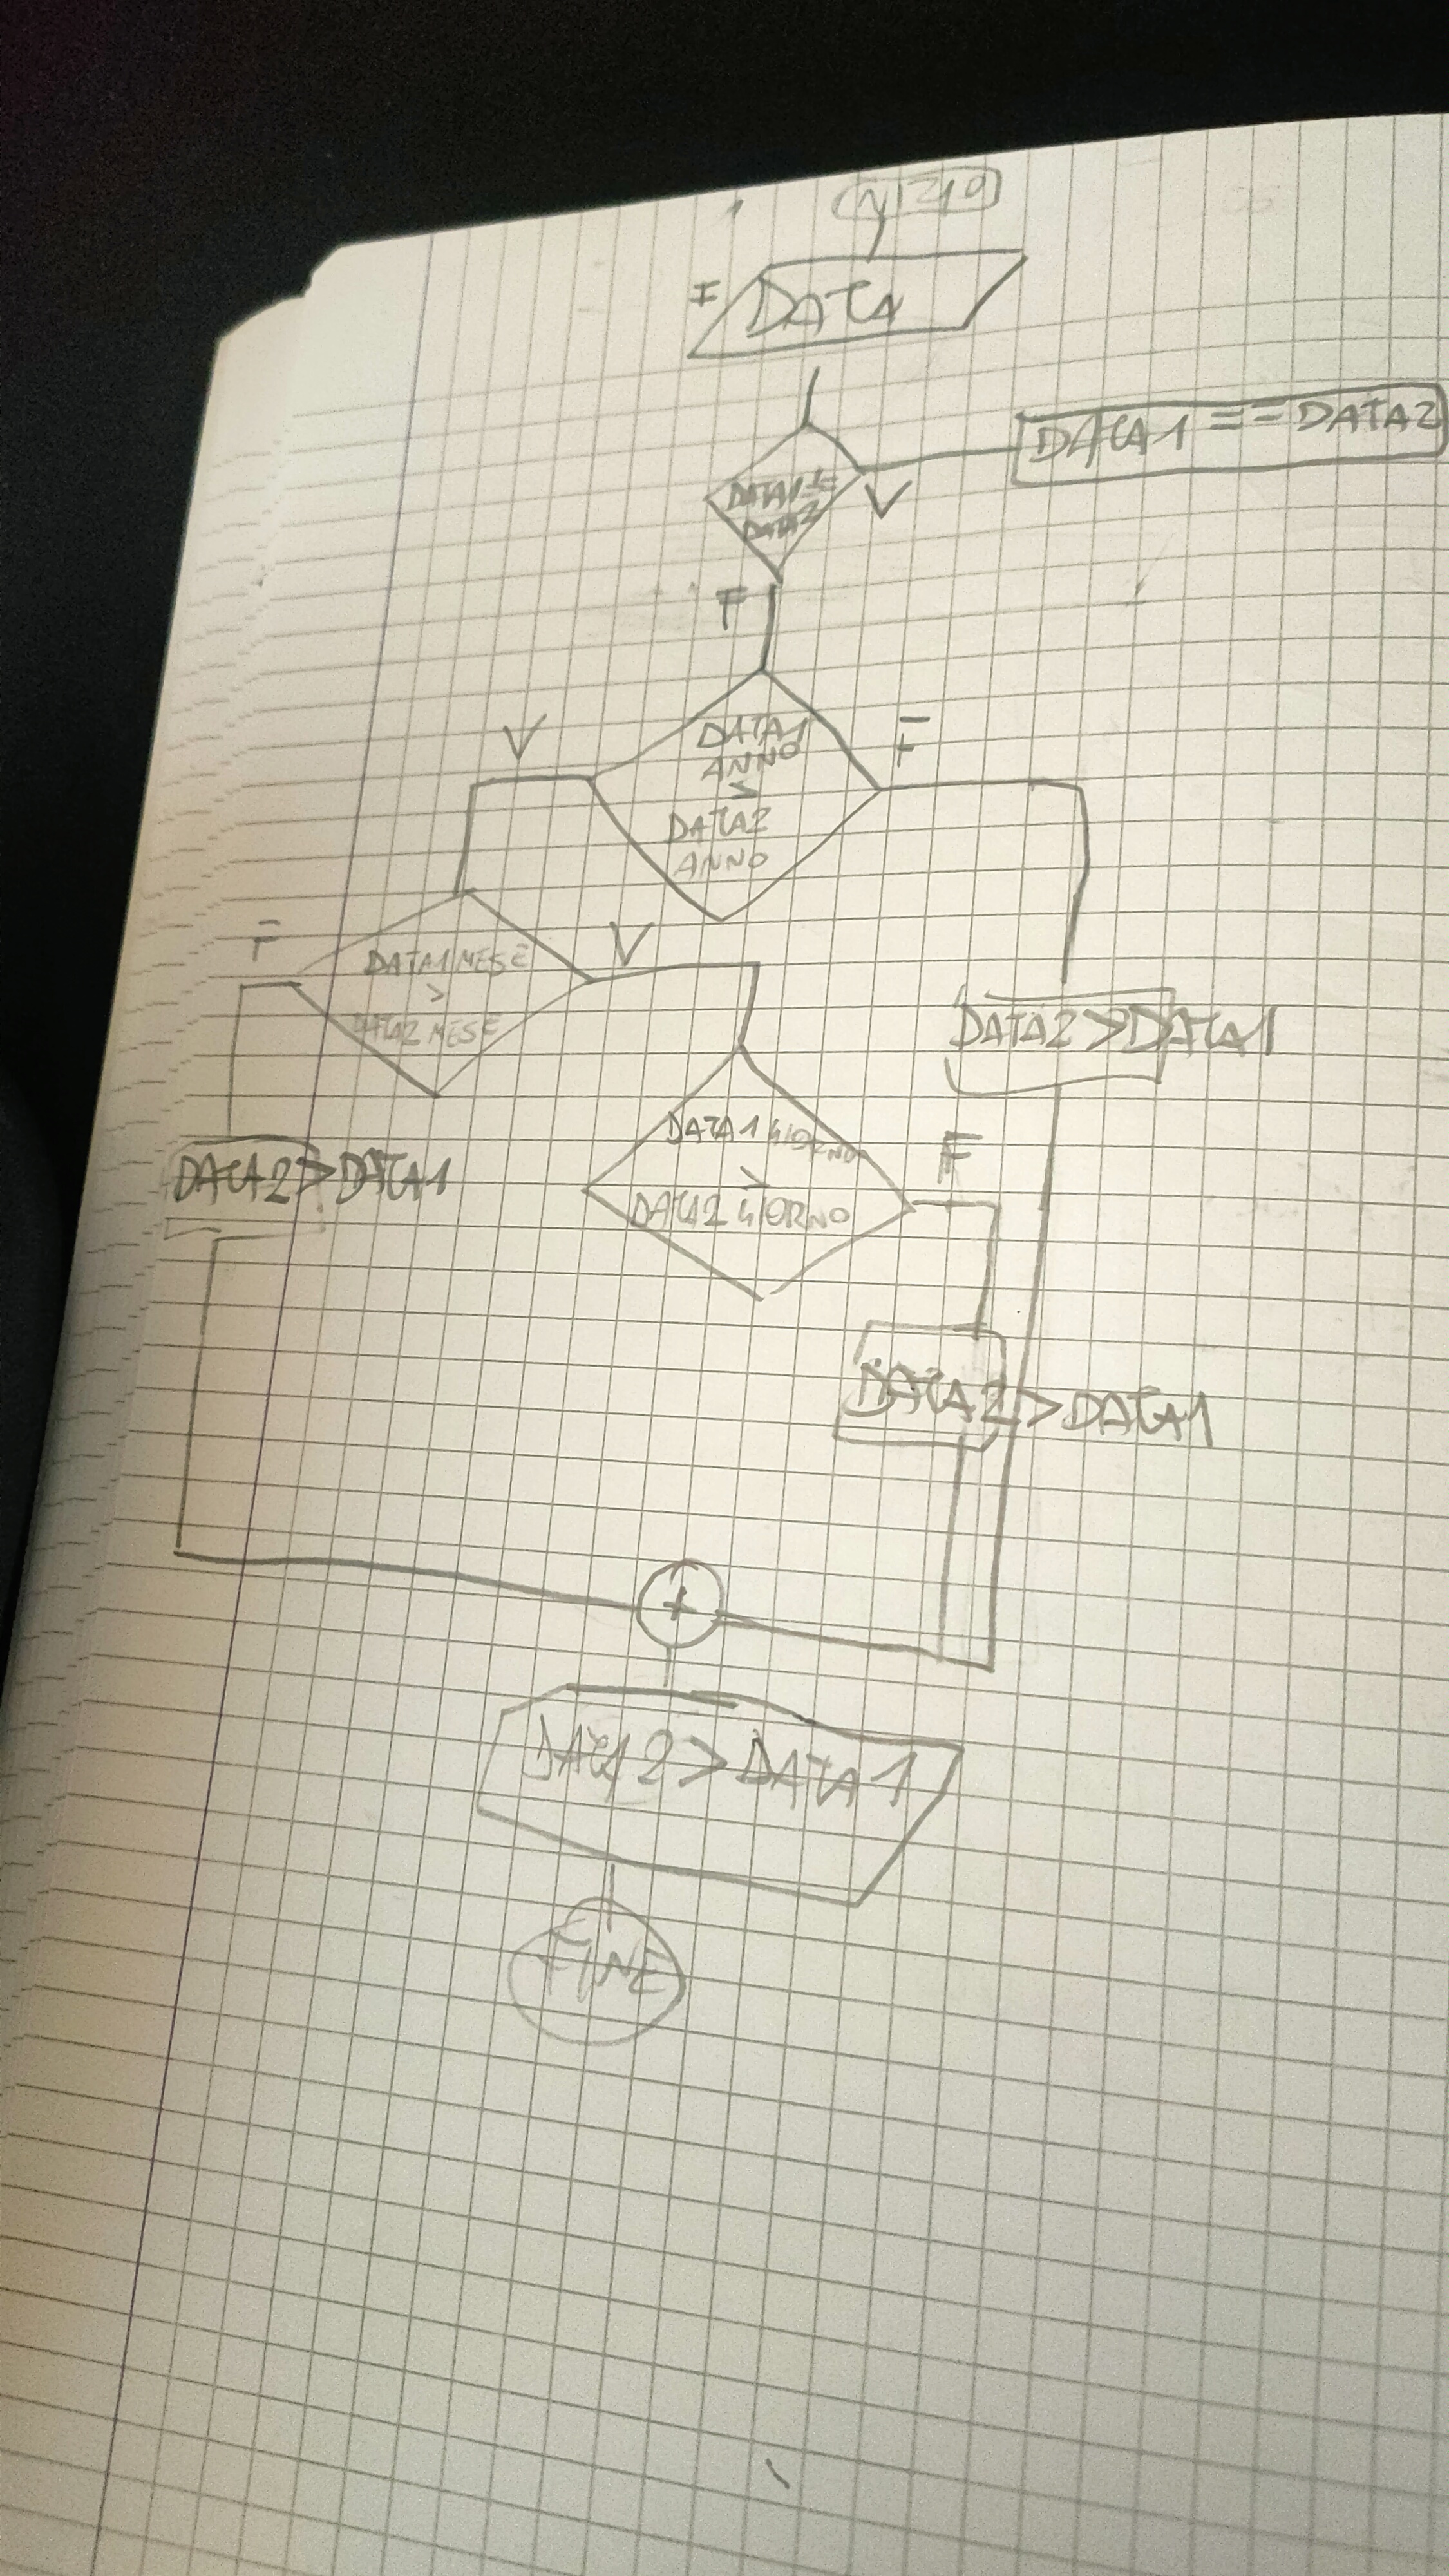 INIZIO
I DATA
DATA1 == DATA2
DATA1 ==
DATA2
V
F
V
DATA1
ANNO
>
DATA2
ANNO
F
F
DATA1 MESE
>
DATA2 MESE
V
DATA2>DATA1
DATA1 GIORNO
>
DATA2 GIORNO
F
DATA2>DATA1
DATA2>DATA1
+
DATA2>DATA1
FINE